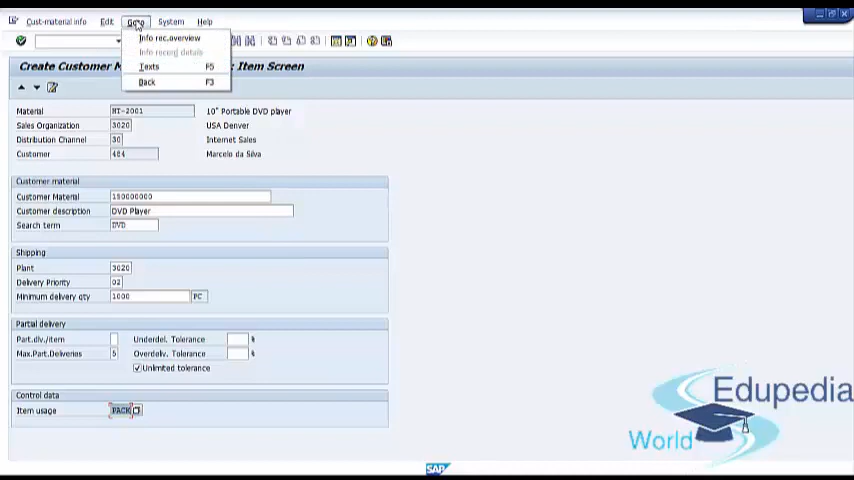 Cust-material info Edit Goto System Help
Info rec.overview
Info record details
Texts F5
Back F3
Create Customer M : Item Screen
Material HT-2001 10" Portable DVD player
Sales Organization 3020 USA Denver
Distribution Channel 30 Internet Sales
Customer 484 Marcelo da Silva
Customer material
Customer Material 150000000
Customer description DVD Player
Search term DVD
Shipping
Plant 3020
Delivery Priority 02
Minimum delivery qty 1000 PC
Partial delivery
Part.dlv./item Underdel. Tolerance %
Max.Part.Deliveries 5 Overdelv. Tolerance %
Unlimited tolerance
Control data
Item usage PACK
Edupedia
World
SAP